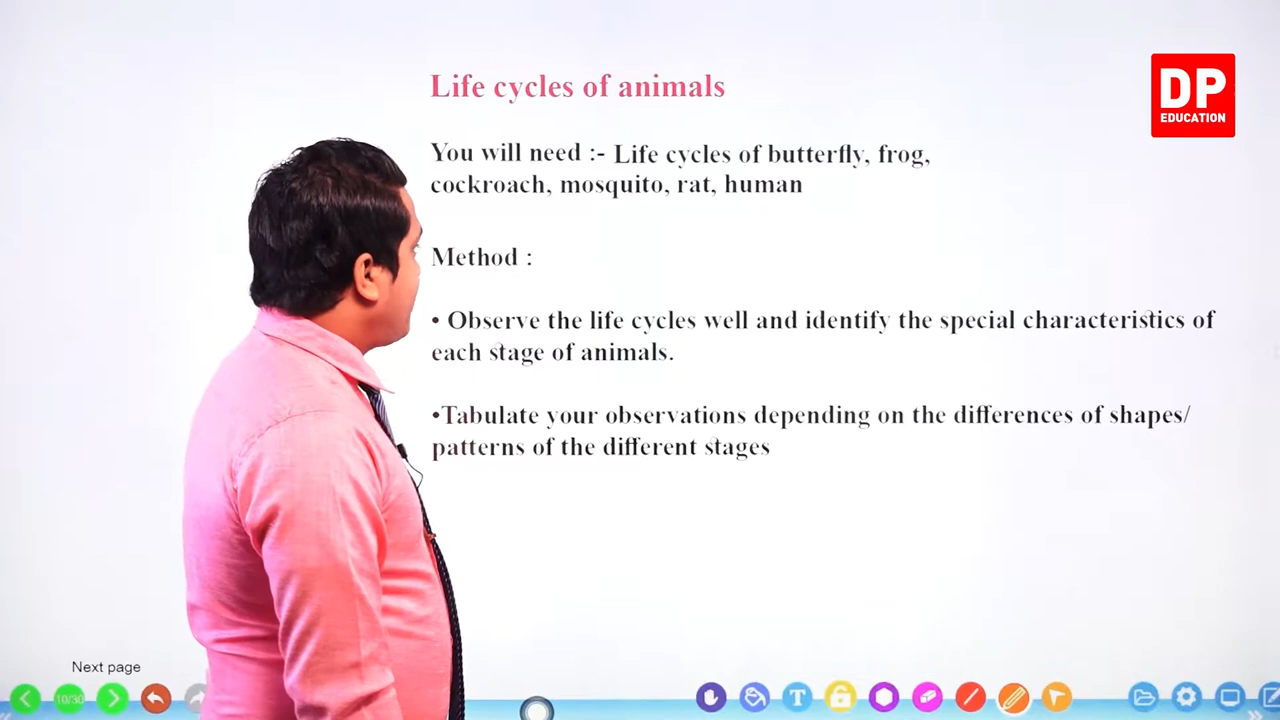 DP
EDUCATION
Life cycles of animals
You will need :- Life cycles of butterfly, frog,
cockroach, mosquito, rat, human
Method :
• Observe the life cycles well and identify the special characteristics of
each stage of animals.
•Tabulate your observations depending on the differences of shapes/
patterns of the different stages
Next page
10/30
T